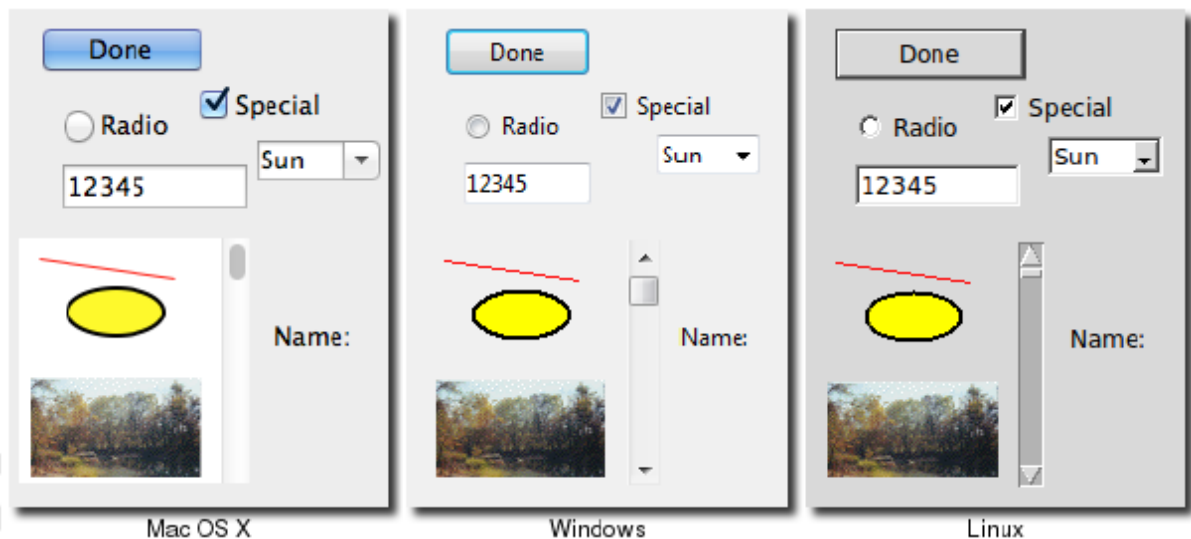 Done
Special
Radio
Sun
12345
Name:
Mac OS X
Done
Special
Radio
Sun
12345
Name:
Windows
Done
Special
Radio
Sun
12345
Name:
Linux